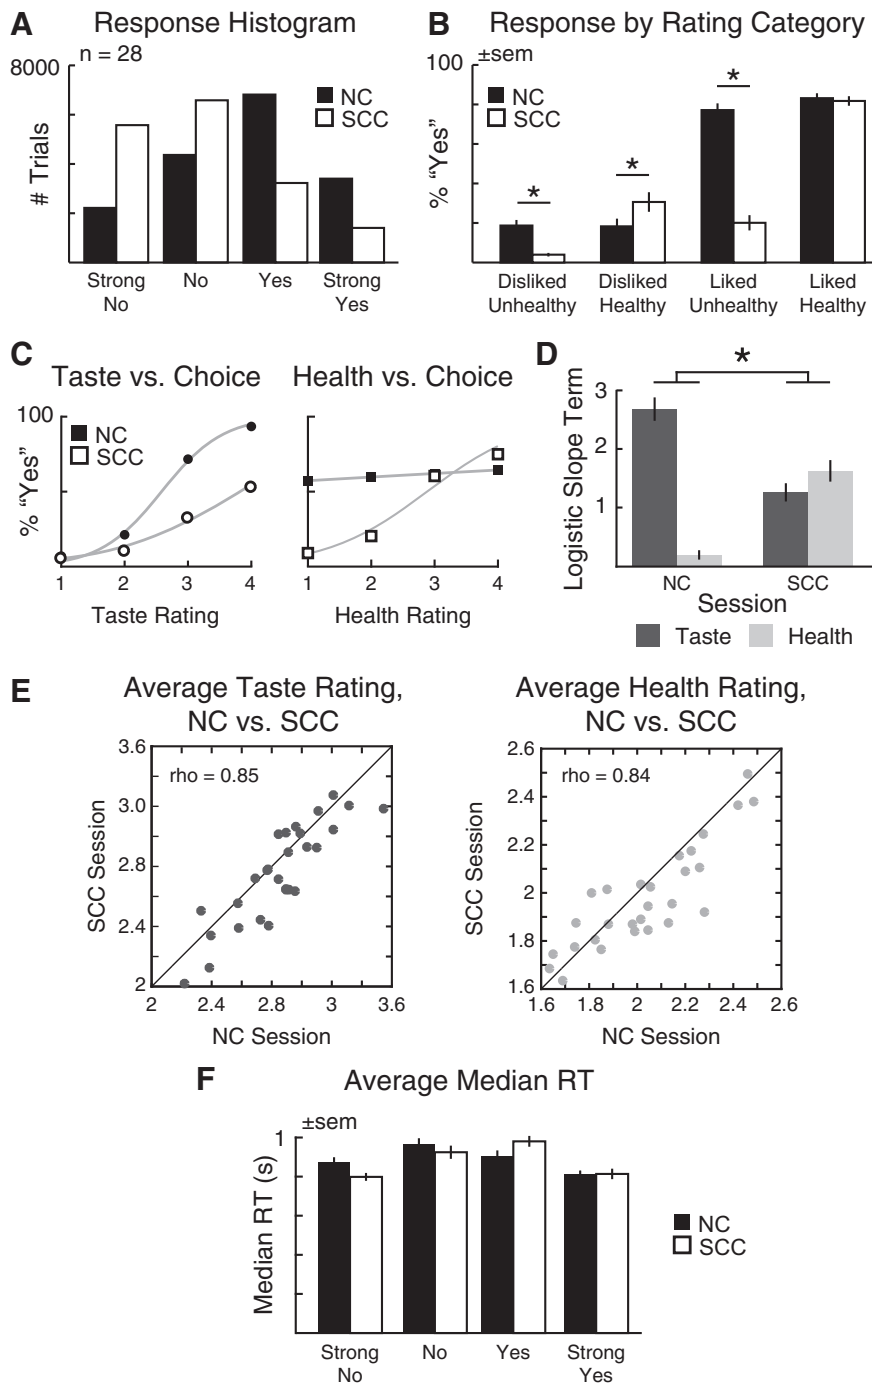 A Response Histogram
n = 28
8000
# Trials
NC
SCC
Strong No
No
Yes
Strong Yes
B Response by Rating Category
±sem
100
% “Yes”
NC
SCC
*
*
*
Disliked Unhealthy
Disliked Healthy
Liked Unhealthy
Liked Healthy
C
Taste vs. Choice
100
% “Yes”
NC
SCC
1 2 3 4
Taste Rating
Health vs. Choice
1 2 3 4
Health Rating
D
*
3
2
1
Logistic Slope Term
NC SCC
Session
Taste Health
E
Average Taste Rating,
NC vs. SCC
rho = 0.85
3.6
3.0
2.8
2.4
2
SCC Session
2 2.4 2.8 3 3.6
NC Session
Average Health Rating,
NC vs. SCC
rho = 0.84
2.6
2.4
2.2
2
1.8
1.6
SCC Session
1.6 1.8 2 2.2 2.4 2.6
NC Session
F Average Median RT
±sem
1
Median RT (s)
NC
SCC
Strong No
No
Yes
Strong Yes